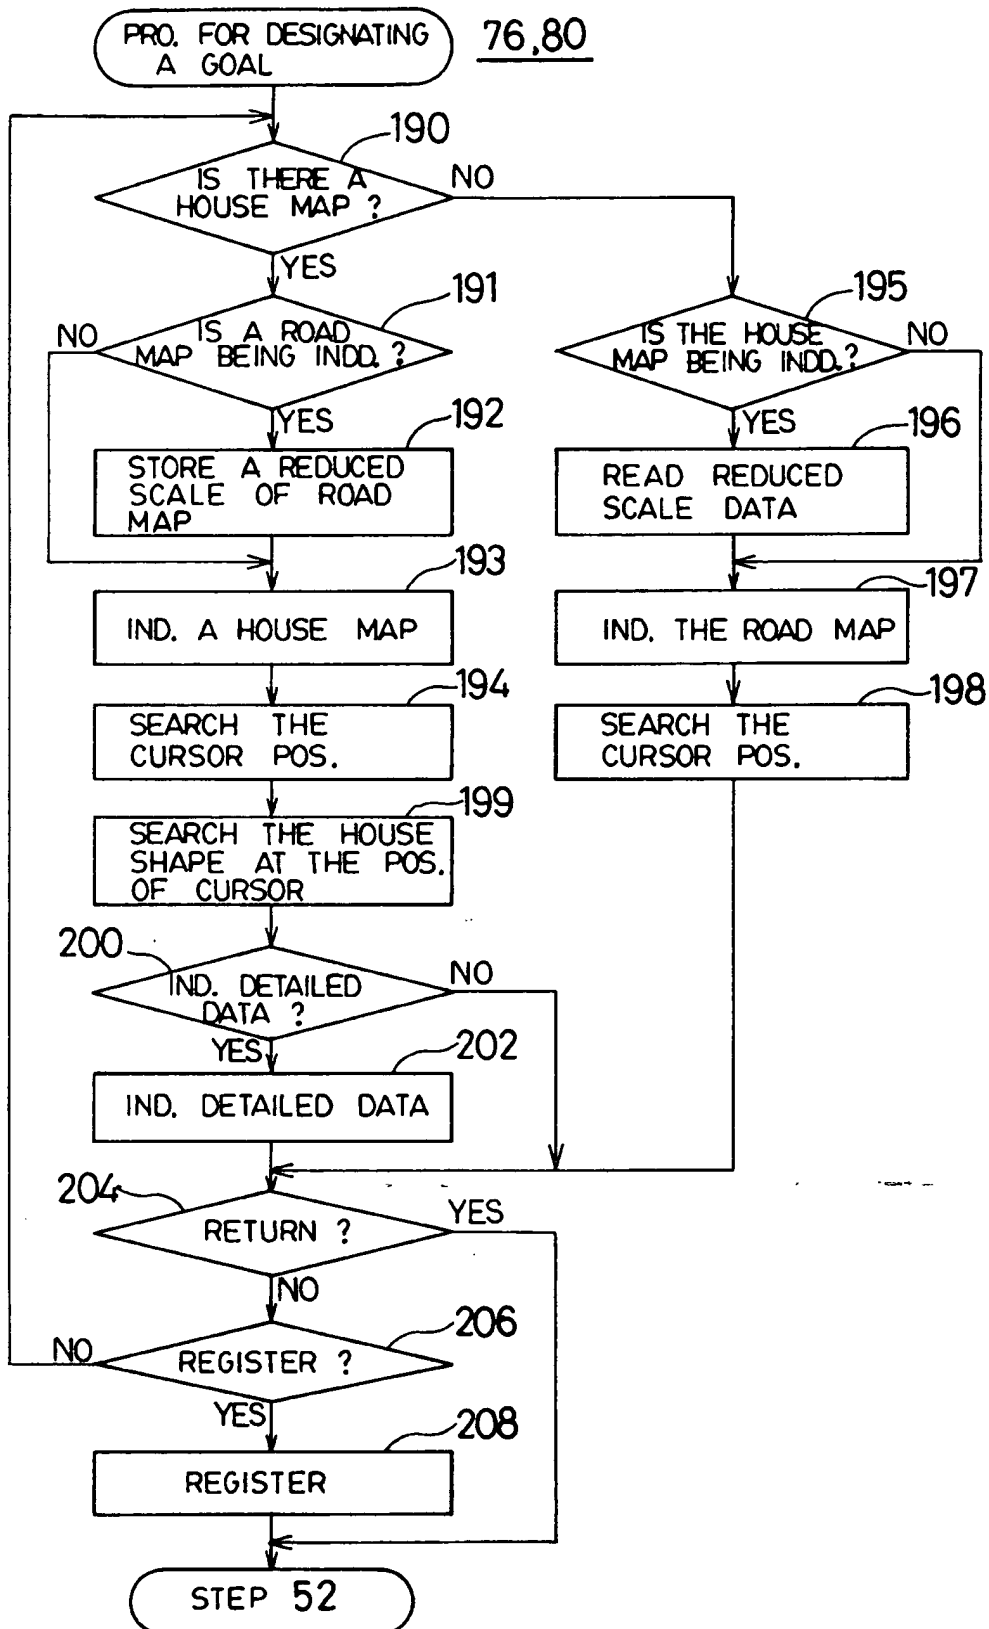 PRO. FOR DESIGNATING
A GOAL
76,80
190
IS THERE A
HOUSE MAP ?
NO
YES
191
IS A ROAD
MAP BEING INDD. ?
NO
YES
192
STORE A REDUCED
SCALE OF ROAD
MAP
193
IND. A HOUSE MAP
194
SEARCH THE
CURSOR POS.
199
SEARCH THE HOUSE
SHAPE AT THE POS.
OF CURSOR
195
IS THE HOUSE
MAP BEING INDD.?
NO
YES
196
READ REDUCED
SCALE DATA
197
IND. THE ROAD MAP
198
SEARCH THE
CURSOR POS.
200
IND. DETAILED
DATA ?
NO
YES
202
IND. DETAILED DATA
204
RETURN ?
YES
NO
206
REGISTER ?
NO
YES
208
REGISTER
STEP 52